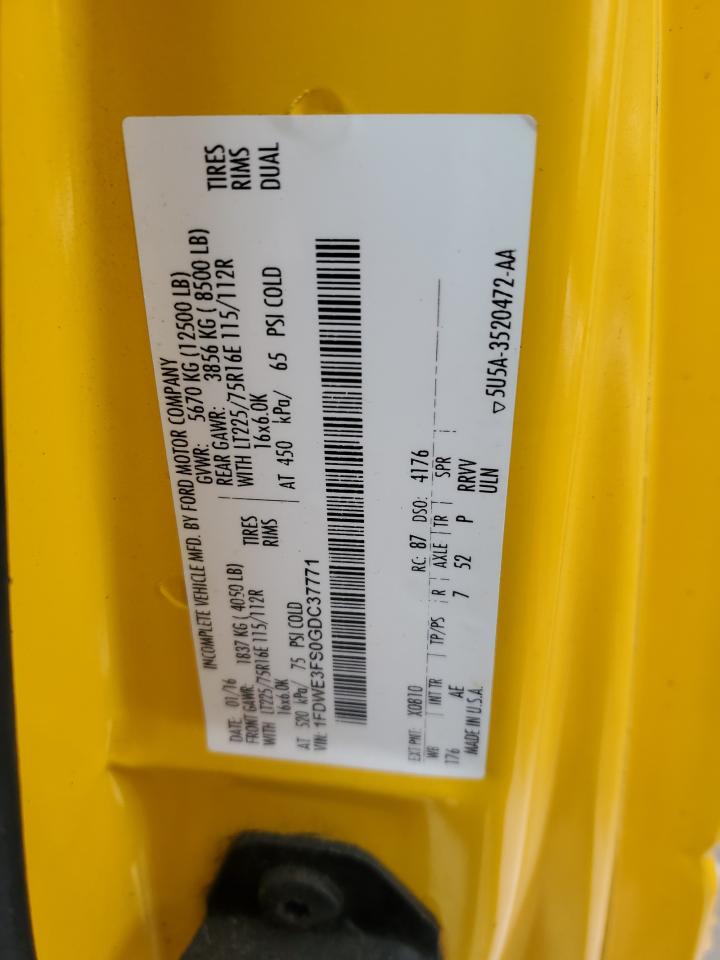 INCOMPLETE VEHICLE MFD. BY FORD MOTOR COMPANY
DATE: 01/16 GVWR: 5670 KG (12500 LB)
FRONT GAWR: 1837 KG ( 4050 LB) REAR GAWR: 3856 KG ( 8500 LB)
WITH LT225/75R16E 115/112R TIRES WITH LT225/75R16E 115/112R TIRES
16x6.0K RIMS 16x6.0K RIMS
AT 520 kPa/ 75 PSI COLD AT 450 kPa/ 65 PSI COLD DUAL
VIN: 1FDWE3FS0GDC37771
EXT PNT: X0810 RC: 87 DSO: 4176
WB INT TR TP/PS R AXLE TR SPR
176 AE 7 52 P RRVV
MADE IN U.S.A. ULN
▽5U5A-3520472-AA